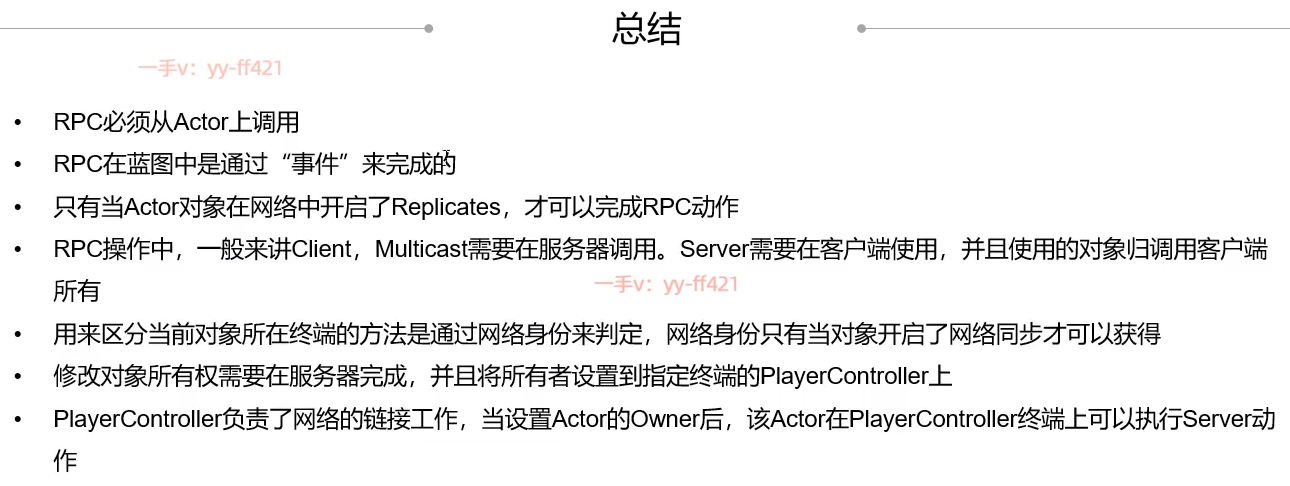 总结
一手v：yy-ff421
• RPC必须从Actor上调用
• RPC在蓝图中是通过“事件”来完成的
• 只有当Actor对象在网络中开启了Replicates，才可以完成RPC动作
• RPC操作中，一般来讲Client，Multicast需要在服务器调用。Server需要在客户端使用，并且使用的对象归调用客户端
所有
一手v：yy-ff421
• 用来区分当前对象所在终端的方法是通过网络身份来判定，网络身份只有当对象开启了网络同步才可以获得
• 修改对象所有权需要在服务器完成，并且将所有者设置到指定终端的PlayerController上
• PlayerController负责了网络的链接工作，当设置Actor的Owner后，该Actor在PlayerController终端上可以执行Server动
作